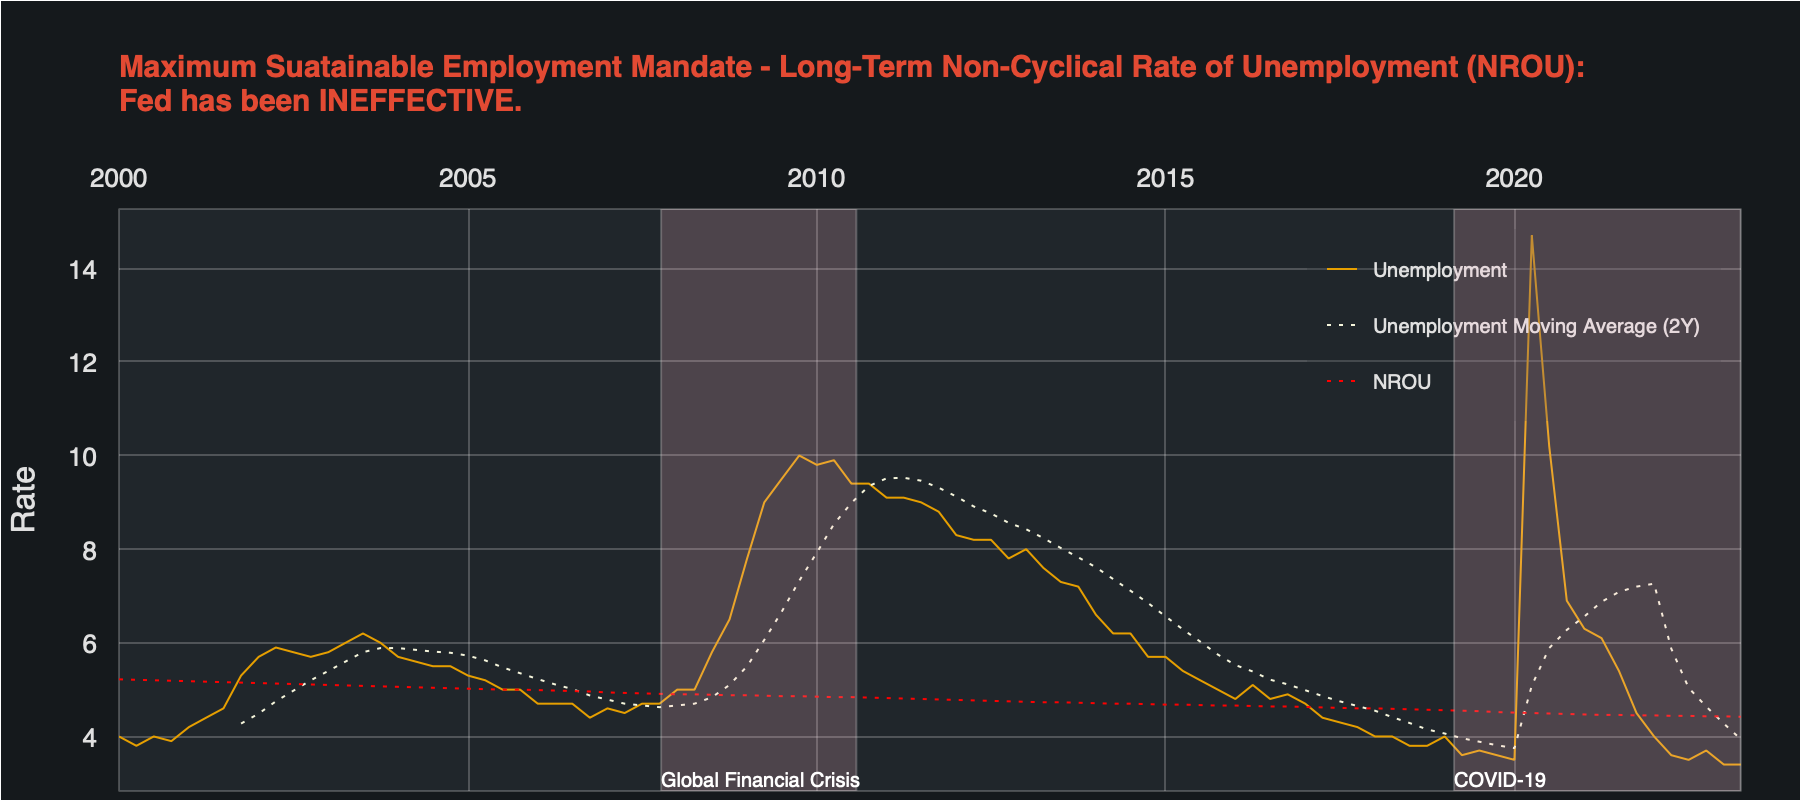 Maximum Suatainable Employment Mandate - Long-Term Non-Cyclical Rate of Unemployment (NROU):
Fed has been INEFFECTIVE.
2000 2005 2010 2015 2020
14
12
10
8
6
4
Rate
Unemployment
Unemployment Moving Average (2Y)
NROU
Global Financial Crisis
COVID-19